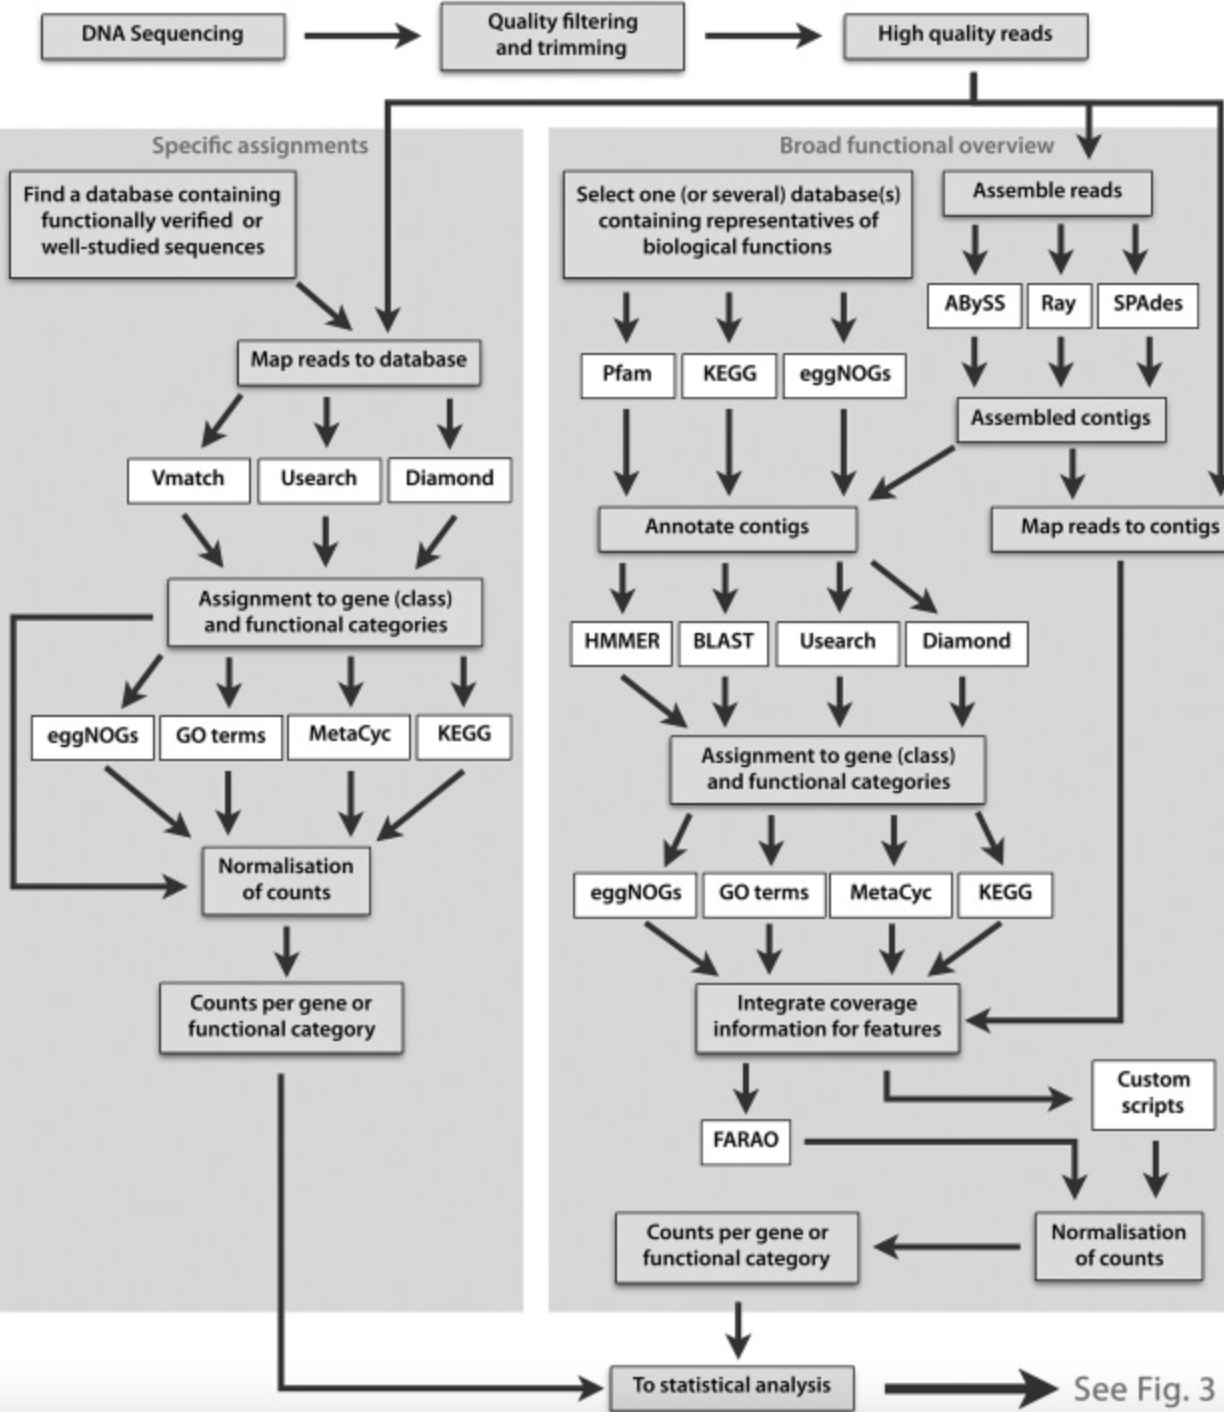 DNA Sequencing
Quality filtering
and trimming
High quality reads
Specific assignments
Find a database containing
functionally verified or
well-studied sequences
Map reads to database
Vmatch
Usearch
Diamond
Assignment to gene (class)
and functional categories
eggNOGs
GO terms
MetaCyc
KEGG
Normalisation
of counts
Counts per gene or
functional category
Broad functional overview
Select one (or several) database(s)
containing representatives of
biological functions
Assemble reads
ABySS
Ray
SPAdes
Pfam
KEGG
eggNOGs
Assembled contigs
Annotate contigs
Map reads to contigs
HMMER
BLAST
Usearch
Diamond
Assignment to gene (class)
and functional categories
eggNOGs
GO terms
MetaCyc
KEGG
Integrate coverage
information for features
Custom
scripts
FARAO
Normalisation
of counts
Counts per gene or
functional category
To statistical analysis
See Fig. 3